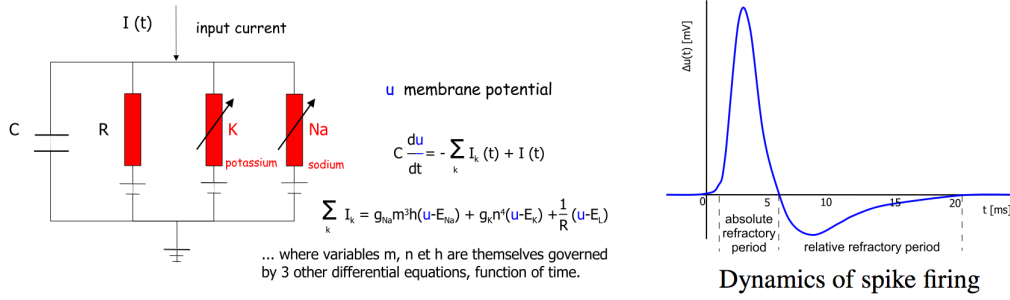 I (t)
input current
C
R
K
Na
potassium
sodium
u membrane potential
C du/dt = - Σ_k I_k (t) + I (t)
Σ_k I_k = g_Na m³h(u-E_Na) + g_K n⁴(u-E_K) + 1/R (u-E_L)
... where variables m, n et h are themselves governed
by 3 other differential equations, function of time.
Δu(t) [mV]
0 5 10 15 20 t [ms]
absolute
refractory
period
relative refractory period
Dynamics of spike firing